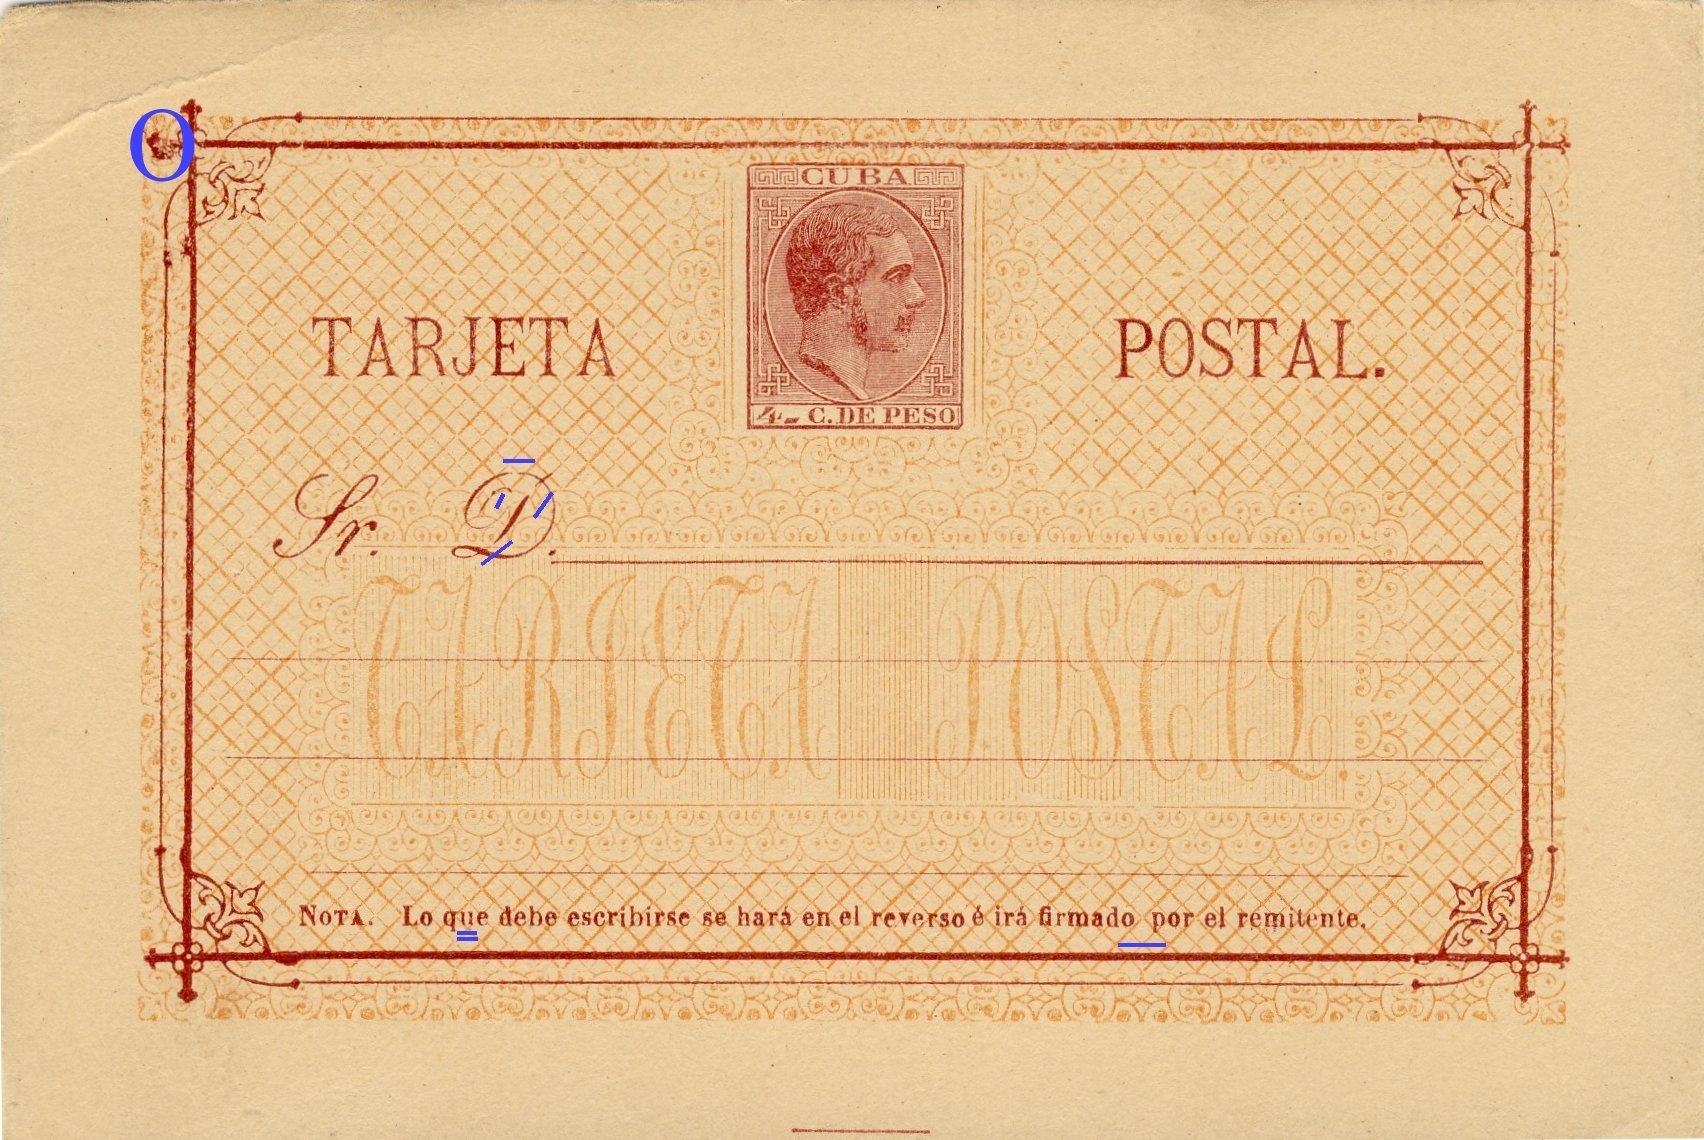 CUBA
TARJETA POSTAL.
4 C. DE PESO
Sr. D.
TARJETA POSTAL.
NOTA. Lo que debe escribirse se hará en el reverso é irá firmado por el remitente.